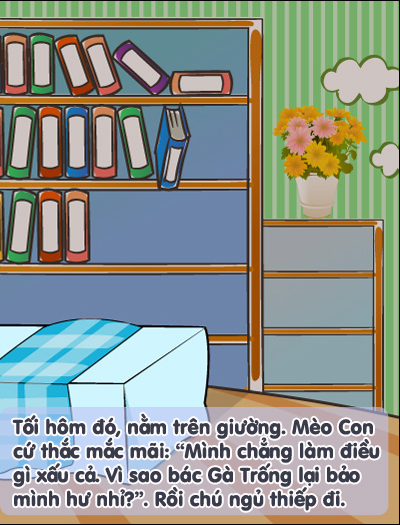 Tối hôm đó, nằm trên giường. Mèo Con
cứ thắc mắc mãi: “Mình chẳng làm điều
gì xấu cả. Vì sao bác Gà Trống lại bảo
mình hư nhỉ?”. Rồi chú ngủ thiếp đi.